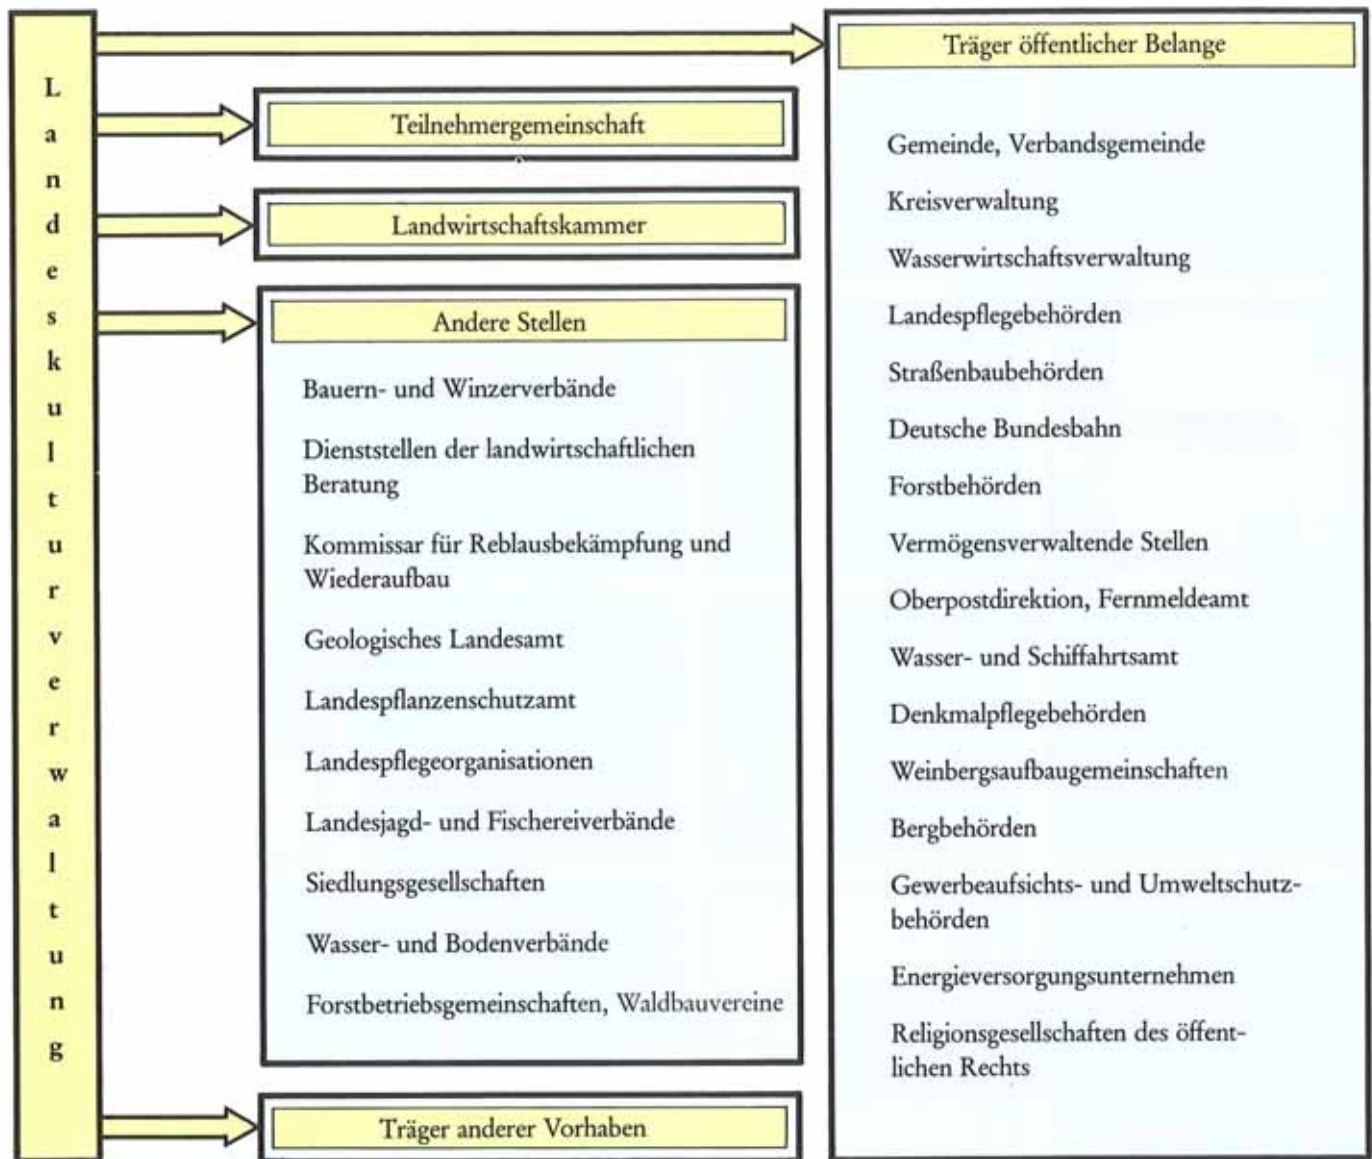 Landeskulturverwaltung
Träger öffentlicher Belange
Gemeinde, Verbandsgemeinde
Kreisverwaltung
Wasserwirtschaftsverwaltung
Landespflegebehörden
Straßenbaubehörden
Deutsche Bundesbahn
Forstbehörden
Vermögensverwaltende Stellen
Oberpostdirektion, Fernmeldeamt
Wasser- und Schiffahrtsamt
Denkmalpflegebehörden
Weinbergsaufbaugemeinschaften
Bergbehörden
Gewerbeaufsichts- und Umweltschutz-
behörden
Energieversorgungsunternehmen
Religionsgesellschaften des öffent-
lichen Rechts
Teilnehmergemeinschaft
Landwirtschaftskammer
Andere Stellen
Bauern- und Winzerverbände
Dienststellen der landwirtschaftlichen
Beratung
Kommissar für Reblausbekämpfung und
Wiederaufbau
Geologisches Landesamt
Landespflanzenschutzamt
Landespflegeorganisationen
Landesjagd- und Fischereiverbände
Siedlungsgesellschaften
Wasser- und Bodenverbände
Forstbetriebsgemeinschaften, Waldbauvereine
Träger anderer Vorhaben